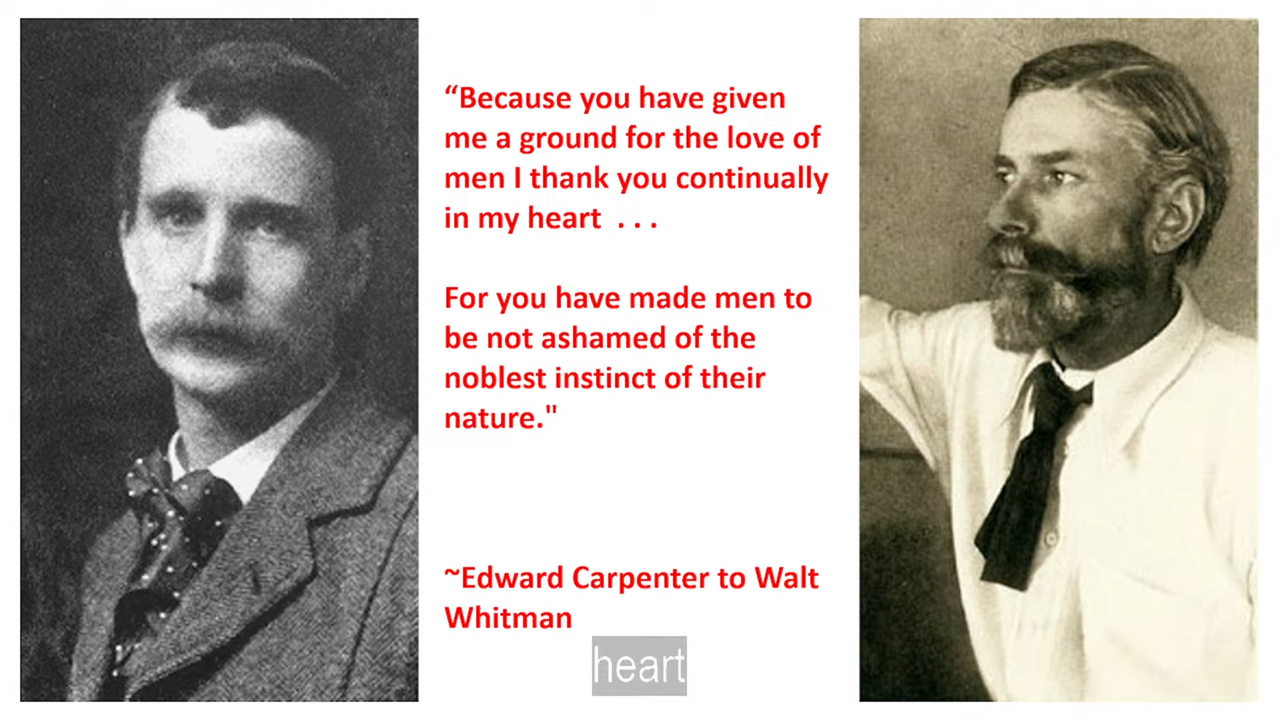 “Because you have given
me a ground for the love of
men I thank you continually
in my heart . . .
For you have made men to
be not ashamed of the
noblest instinct of their
nature."
~Edward Carpenter to Walt
Whitman
heart